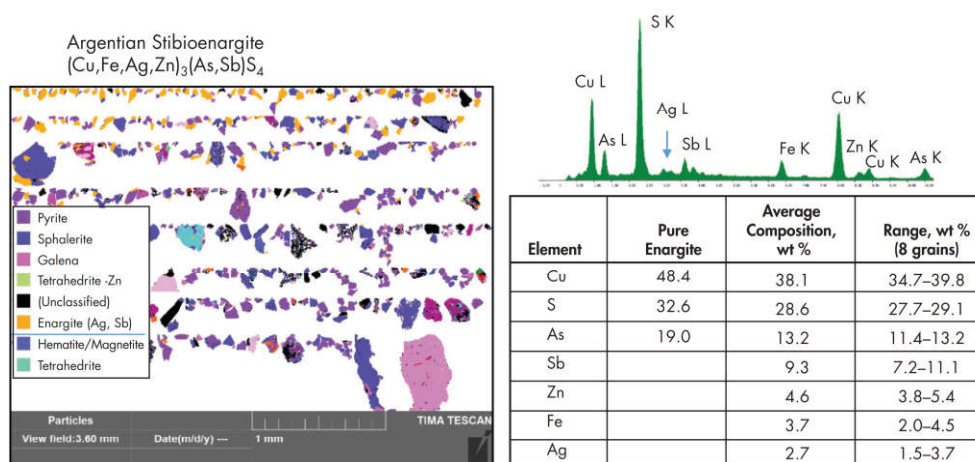 Argentian Stibioenargite
(Cu,Fe,Ag,Zn)₃(As,Sb)S₄
Pyrite
Sphalerite
Galena
Tetrahedrite -Zn
(Unclassified)
Enargite (Ag, Sb)
Hematite/Magnetite
Tetrahedrite
Particles
TIMA TESCAN
View field:3.60 mm Date(m/d/y) --- 1 mm
S K
Cu L
As L
Ag L
Sb L
Fe K
Cu K
Zn K
Cu K
As K
Element Pure Enargite Average Composition, wt % Range, wt % (8 grains)
Cu 48.4 38.1 34.7–39.8
S 32.6 28.6 27.7–29.1
As 19.0 13.2 11.4–13.2
Sb 9.3 7.2–11.1
Zn 4.6 3.8–5.4
Fe 3.7 2.0–4.5
Ag 2.7 1.5–3.7